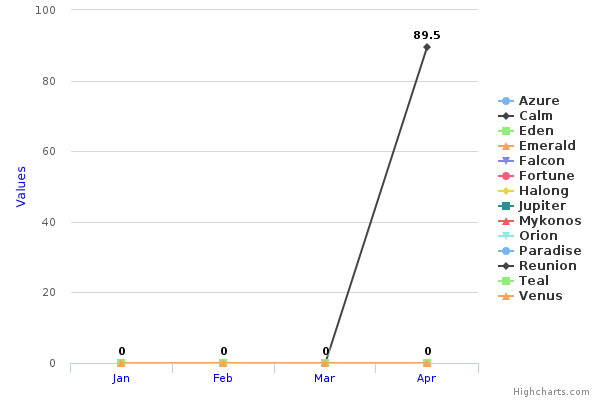 100
89.5
80
60
40
20
0
0 0 0 0
Values
Jan Feb Mar Apr
Azure
Calm
Eden
Emerald
Falcon
Fortune
Halong
Jupiter
Mykonos
Orion
Paradise
Reunion
Teal
Venus
Highcharts.com